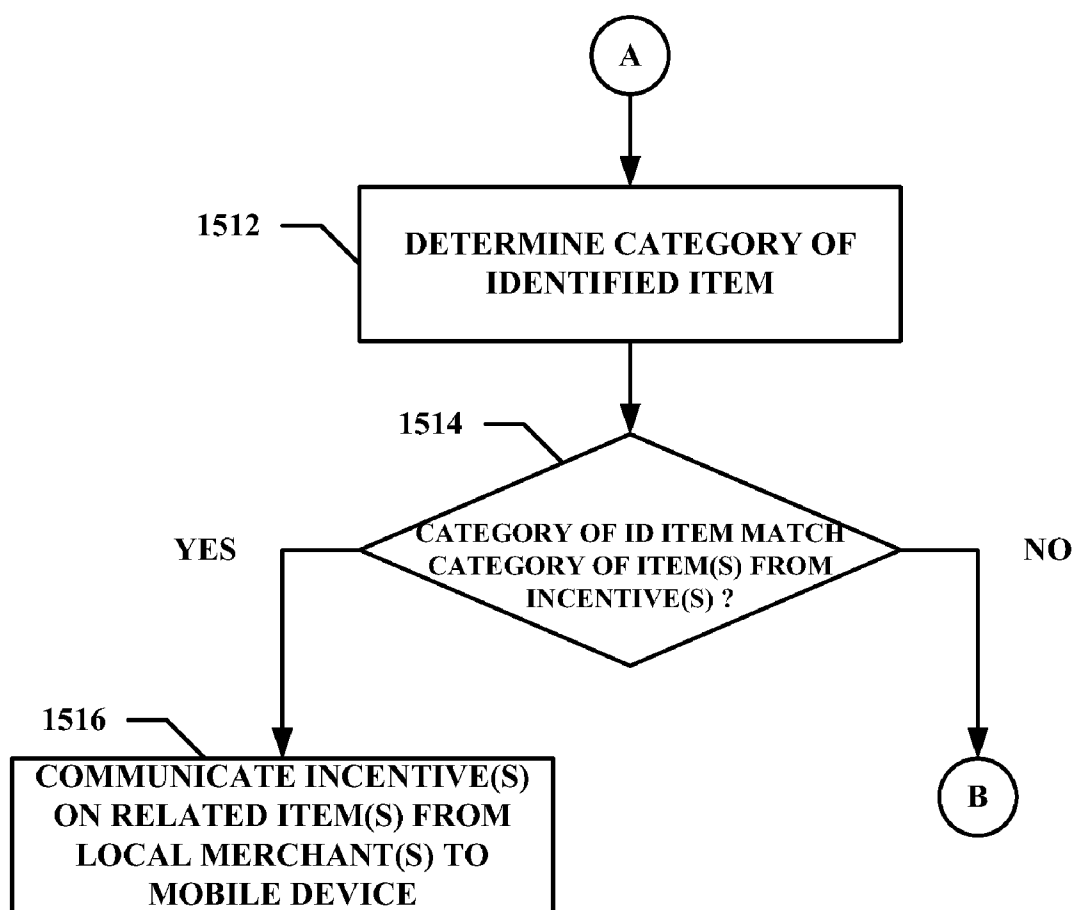 A
1512
DETERMINE CATEGORY OF
IDENTIFIED ITEM
1514
CATEGORY OF ID ITEM MATCH
CATEGORY OF ITEM(S) FROM
INCENTIVE(S) ?
YES
NO
1516
COMMUNICATE INCENTIVE(S)
ON RELATED ITEM(S) FROM
LOCAL MERCHANT(S) TO
MOBILE DEVICE
B